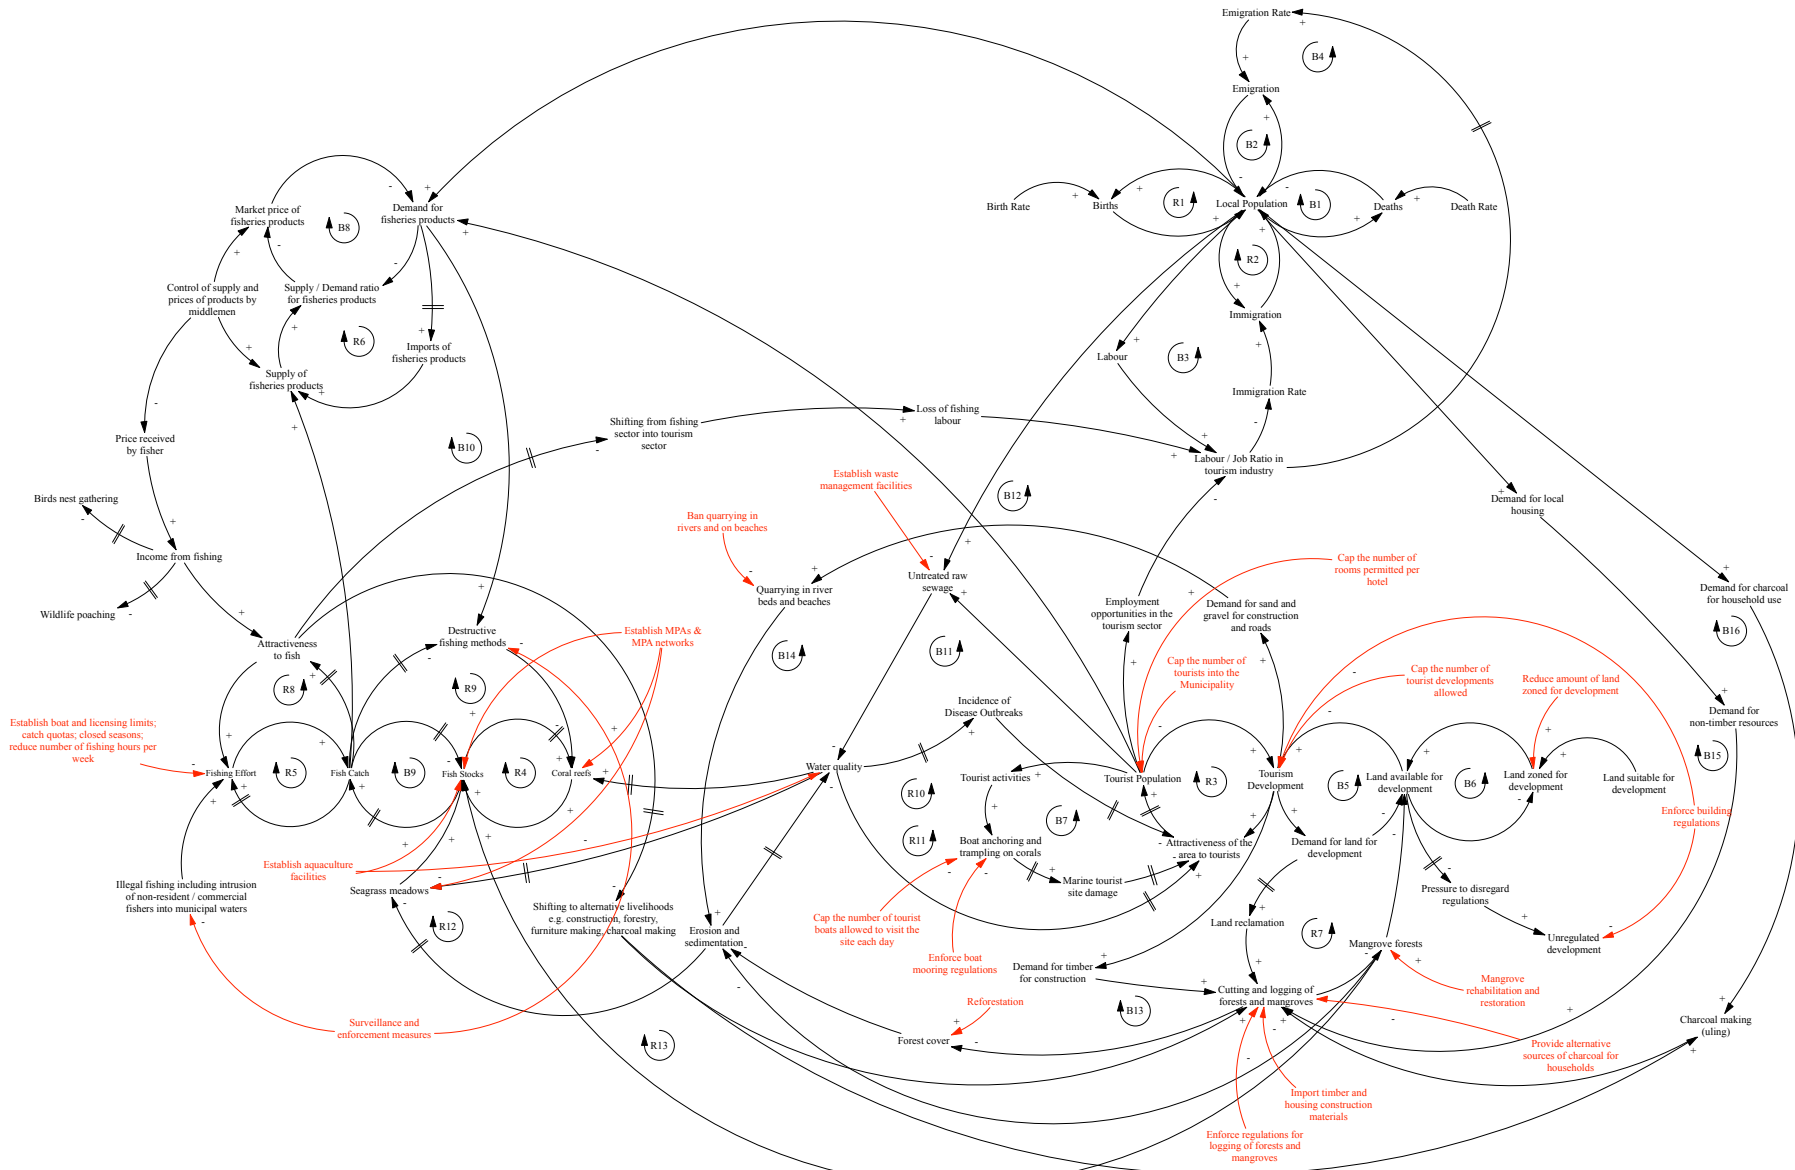 Emigration Rate
B4
Emigration
B2
Birth Rate
Births
R1
Local Population
B1
Deaths
Death Rate
R2
Immigration
Market price of
fisheries products
B8
Demand for
fisheries products
Control of supply and
prices of products by
middlemen
Supply / Demand ratio
for fisheries products
R6
Imports of
fisheries products
Supply of
fisheries products
Labour
B3
Immigration Rate
Price received
by fisher
B10
Shifting from fishing
sector into tourism
sector
Loss of fishing
labour
Labour / Job Ratio in
tourism industry
Establish waste
management facilities
B12
Demand for local
housing
Birds nest gathering
Ban quarrying in
rivers and on beaches
Income from fishing
Wildlife poaching
Quarrying in river
beds and beaches
Untreated raw
sewage
Employment
opportunities in the
tourism sector
Demand for sand and
gravel for construction
and roads
Cap the number of
rooms permitted per
hotel
Demand for charcoal
for household use
B16
Attractiveness
to fish
Destructive
fishing methods
Establish MPAs &
MPA networks
B14
B11
Cap the number of
tourists into the
Municipality
Cap the number of
tourist developments
allowed
Reduce amount of land
zoned for development
Demand for
non-timber resources
B15
R8
R9
Establish boat and licensing limits;
catch quotas; closed seasons;
reduce number of fishing hours per
week
Incidence of
Disease Outbreaks
Fishing Effort
R5
Fish Catch
B9
Fish Stocks
R4
Coral reefs
Water quality
Tourist activities
Tourist Population
R3
Tourism
Development
B5
Land available for
development
B6
Land zoned for
development
Land suitable for
development
R10
R11
B7
Boat anchoring and
trampling on corals
Attractiveness of the
area to tourists
Demand for land for
development
Enforce building
regulations
Establish aquaculture
facilities
Illegal fishing including intrusion
of non-resident / commercial
fishers into municipal waters
Seagrass meadows
R12
Shifting to alternative livelihoods
e.g. construction, forestry,
furniture making, charcoal making
Erosion and
sedimentation
Cap the number of tourist
boats allowed to visit the
site each day
Marine tourist
site damage
Pressure to disregard
regulations
Land reclamation
R7
Mangrove forests
Unregulated
development
Enforce boat
mooring regulations
Demand for timber
for construction
Cutting and logging of
forests and mangroves
Mangrove
rehabilitation and
restoration
Surveillance and
enforcement measures
Reforestation
B13
Forest cover
R13
Charcoal making
(uling)
Provide alternative
sources of charcoal for
households
Import timber and
housing construction
materials
Enforce regulations for
logging of forests and
mangroves